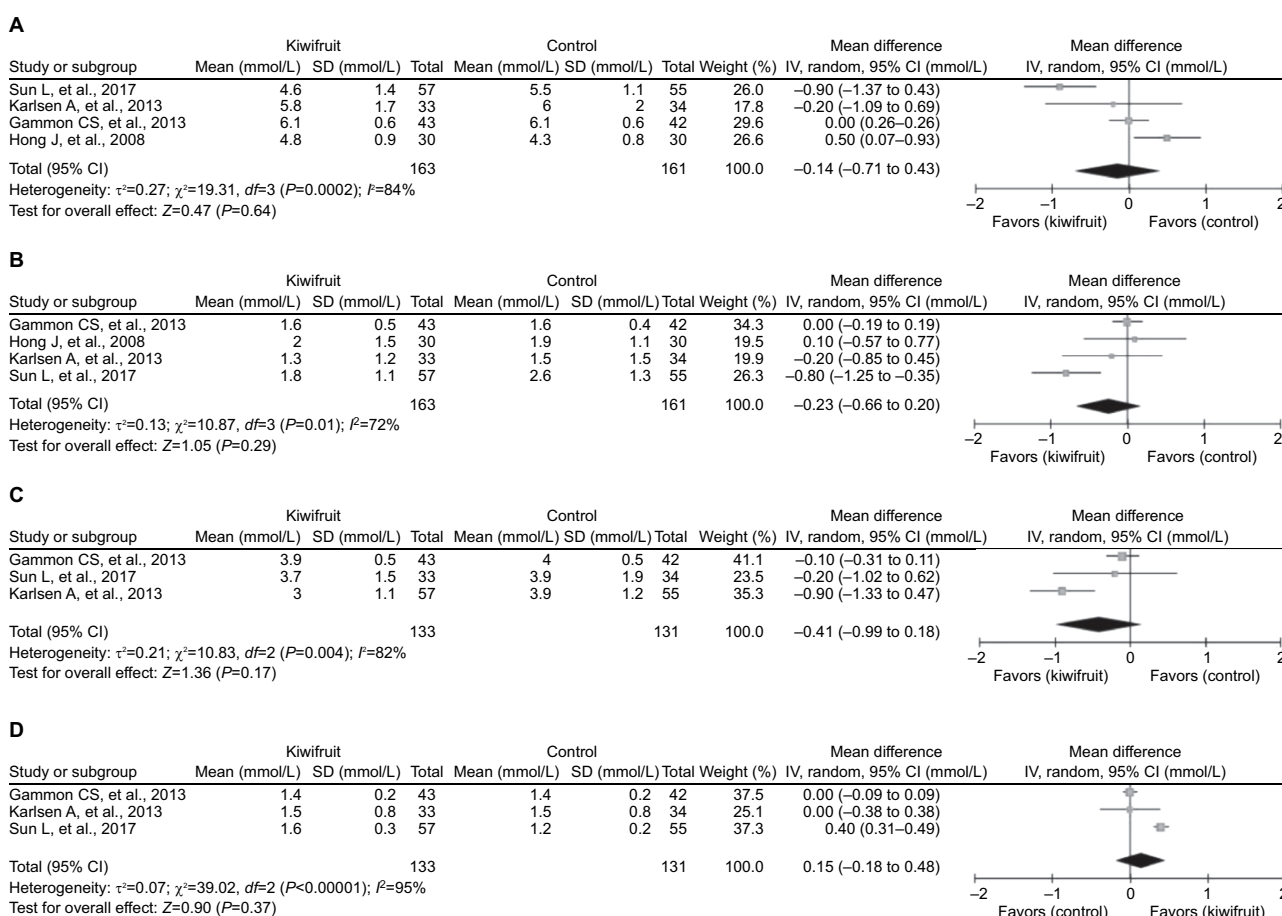 A
Kiwifruit Control Mean difference Mean difference
Study or subgroup Mean (mmol/L) SD (mmol/L) Total Mean (mmol/L) SD (mmol/L) Total Weight (%) IV, random, 95% CI (mmol/L) IV, random, 95% CI (mmol/L)
Sun L, et al., 2017 4.6 1.4 57 5.5 1.1 55 26.0 –0.90 (–1.37 to 0.43)
Karlsen A, et al., 2013 5.8 1.7 33 6 2 34 17.8 –0.20 (–1.09 to 0.69)
Gammon CS, et al., 2013 6.1 0.6 43 6.1 0.6 42 29.6 0.00 (0.26–0.26)
Hong J, et al., 2008 4.8 0.9 30 4.3 0.8 30 26.6 0.50 (0.07–0.93)
Total (95% CI) 163 161 100.0 –0.14 (–0.71 to 0.43)
Heterogeneity: τ²=0.27; χ²=19.31, df=3 (P=0.0002); I²=84%
Test for overall effect: Z=0.47 (P=0.64)
–2 –1 0 1 2
Favors (kiwifruit) Favors (control)
B
Kiwifruit Control Mean difference Mean difference
Study or subgroup Mean (mmol/L) SD (mmol/L) Total Mean (mmol/L) SD (mmol/L) Total Weight (%) IV, random, 95% CI (mmol/L) IV, random, 95% CI (mmol/L)
Gammon CS, et al., 2013 1.6 0.5 43 1.6 0.4 42 34.3 0.00 (–0.19 to 0.19)
Hong J, et al., 2008 2 1.5 30 1.9 1.1 30 19.5 0.10 (–0.57 to 0.77)
Karlsen A, et al., 2013 1.3 1.2 33 1.5 1.5 34 19.9 –0.20 (–0.85 to 0.45)
Sun L, et al., 2017 1.8 1.1 57 2.6 1.3 55 26.3 –0.80 (–1.25 to –0.35)
Total (95% CI) 163 161 100.0 –0.23 (–0.66 to 0.20)
Heterogeneity: τ²=0.13; χ²=10.87, df=3 (P=0.01); I²=72%
Test for overall effect: Z=1.05 (P=0.29)
–2 –1 0 1 2
Favors (kiwifruit) Favors (control)
C
Kiwifruit Control Mean difference Mean difference
Study or subgroup Mean (mmol/L) SD (mmol/L) Total Mean (mmol/L) SD (mmol/L) Total Weight (%) IV, random, 95% CI (mmol/L) IV, random, 95% CI (mmol/L)
Gammon CS, et al., 2013 3.9 0.5 43 4 0.5 42 41.1 –0.10 (–0.31 to 0.11)
Sun L, et al., 2017 3.7 1.5 33 3.9 1.9 34 23.5 –0.20 (–1.02 to 0.62)
Karlsen A, et al., 2013 3 1.1 57 3.9 1.2 55 35.3 –0.90 (–1.33 to 0.47)
Total (95% CI) 133 131 100.0 –0.41 (–0.99 to 0.18)
Heterogeneity: τ²=0.21; χ²=10.83, df=2 (P=0.004); I²=82%
Test for overall effect: Z=1.36 (P=0.17)
–2 –1 0 1 2
Favors (kiwifruit) Favors (control)
D
Kiwifruit Control Mean difference Mean difference
Study or subgroup Mean (mmol/L) SD (mmol/L) Total Mean (mmol/L) SD (mmol/L) Total Weight (%) IV, random, 95% CI (mmol/L) IV, random, 95% CI (mmol/L)
Gammon CS, et al., 2013 1.4 0.2 43 1.4 0.2 42 37.5 0.00 (–0.09 to 0.09)
Karlsen A, et al., 2013 1.5 0.8 33 1.5 0.8 34 25.1 0.00 (–0.38 to 0.38)
Sun L, et al., 2017 1.6 0.3 57 1.2 0.2 55 37.3 0.40 (0.31–0.49)
Total (95% CI) 133 131 100.0 0.15 (–0.18 to 0.48)
Heterogeneity: τ²=0.07; χ²=39.02, df=2 (P<0.00001); I²=95%
Test for overall effect: Z=0.90 (P=0.37)
–2 –1 0 1 2
Favors (control) Favors (kiwifruit)